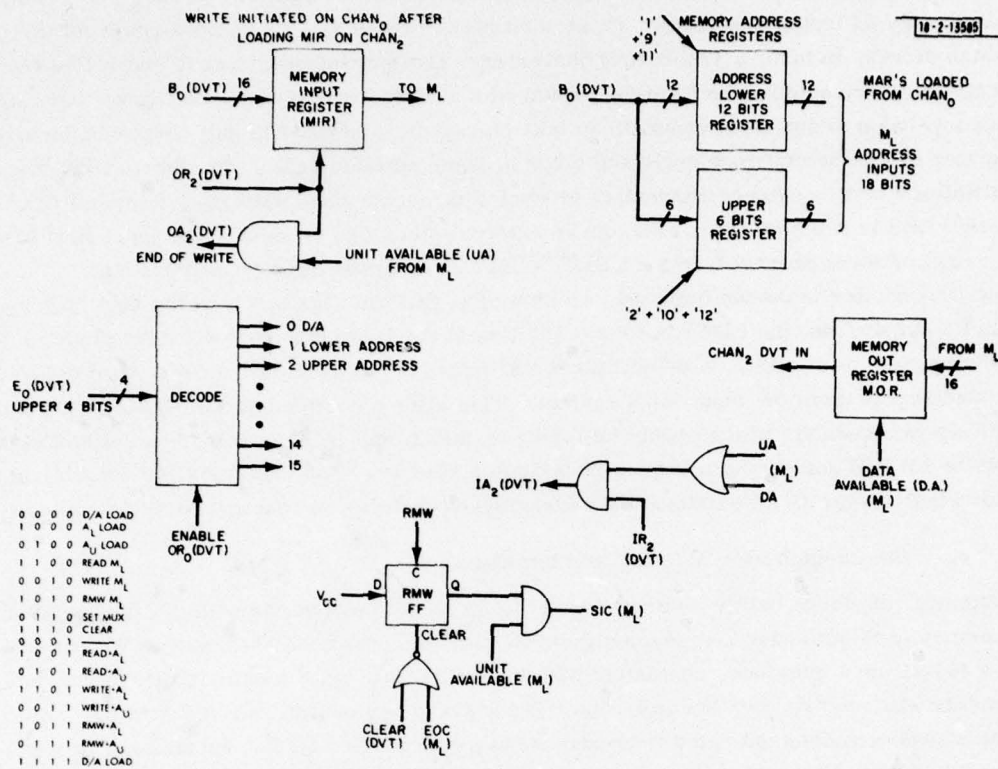 WRITE INITIATED ON CHAN0 AFTER
LOADING MIR ON CHAN2
B0(DVT)
16
MEMORY
INPUT
REGISTER
(MIR)
TO ML
OR2(DVT)
OA2(DVT)
END OF WRITE
UNIT AVAILABLE (UA)
FROM ML
'1'
+'9'
+'11'
MEMORY ADDRESS
REGISTERS
18-2-13585
B0(DVT)
12
ADDRESS
LOWER
12 BITS
REGISTER
12
MAR'S LOADED
FROM CHAN0
6
UPPER
6 BITS
REGISTER
6
ML
ADDRESS
INPUTS
18 BITS
'2' + '10' + '12'
E0(DVT)
UPPER 4 BITS
4
DECODE
0 D/A
1 LOWER ADDRESS
2 UPPER ADDRESS
14
15
ENABLE
OR0(DVT)
CHAN2 DVT IN
MEMORY
OUT
REGISTER
M.O.R
FROM ML
16
DATA
AVAILABLE (D.A.)
(ML)
IA2(DVT)
UA
(ML)
DA
IR2
(DVT)
RMW
VCC
D
C
Q
RMW
FF
CLEAR
SIC (ML)
UNIT
AVAILABLE (ML)
CLEAR
(DVT)
EOC
(ML)
0 0 0 0 D/A LOAD
1 0 0 0 AL LOAD
0 1 0 0 AU LOAD
1 1 0 0 READ ML
0 0 1 0 WRITE ML
1 0 1 0 RMW ML
0 1 1 0 SET MUX
1 1 1 0 CLEAR
0 0 0 1
1 0 0 1 READ+AL
0 1 0 1 READ+AU
1 1 0 1 WRITE+AL
0 0 1 1 WRITE+AU
1 0 1 1 RMW+AL
0 1 1 1 RMW+AU
1 1 1 1 D/A LOAD